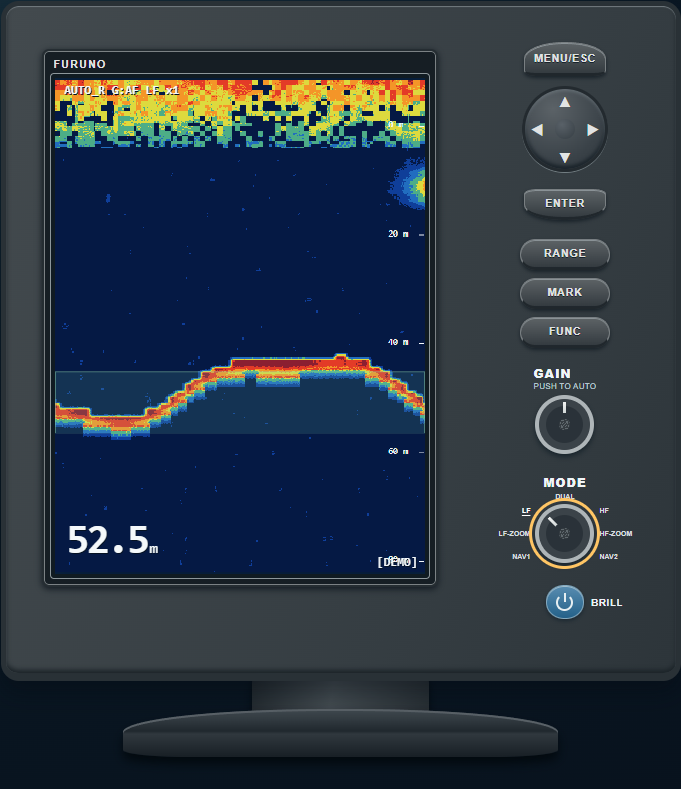 FURUNO
AUTO_R G:AF LF x1
20 m
40 m
60 m
52.5m
[DEMO]
MENU/ESC
ENTER
RANGE
MARK
FUNC
GAIN
PUSH TO AUTO
MODE
DUAL
LF
HF
LF-ZOOM
HF-ZOOM
NAV1
NAV2
BRILL